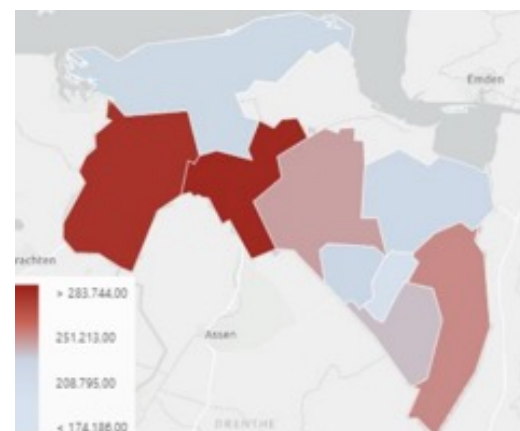 Emden
rachten
> 283.744,00
251.213,00
Assen
208.795,00
DRENTHE
< 174.186,00